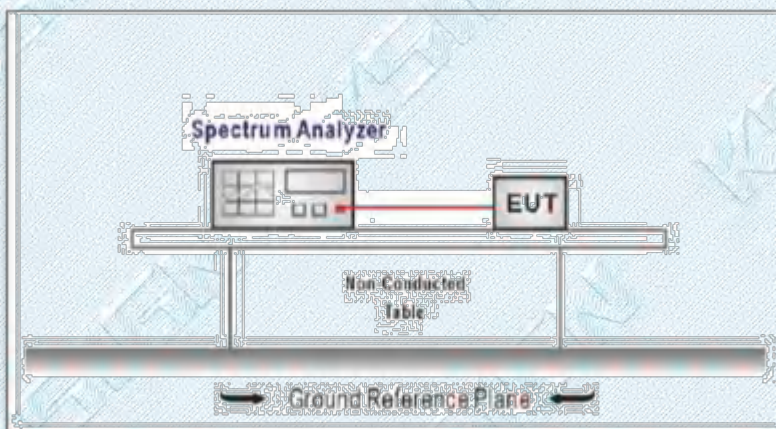 Spectrum Analyzer
EUT
Non Conducted
Table
Ground Reference Plane